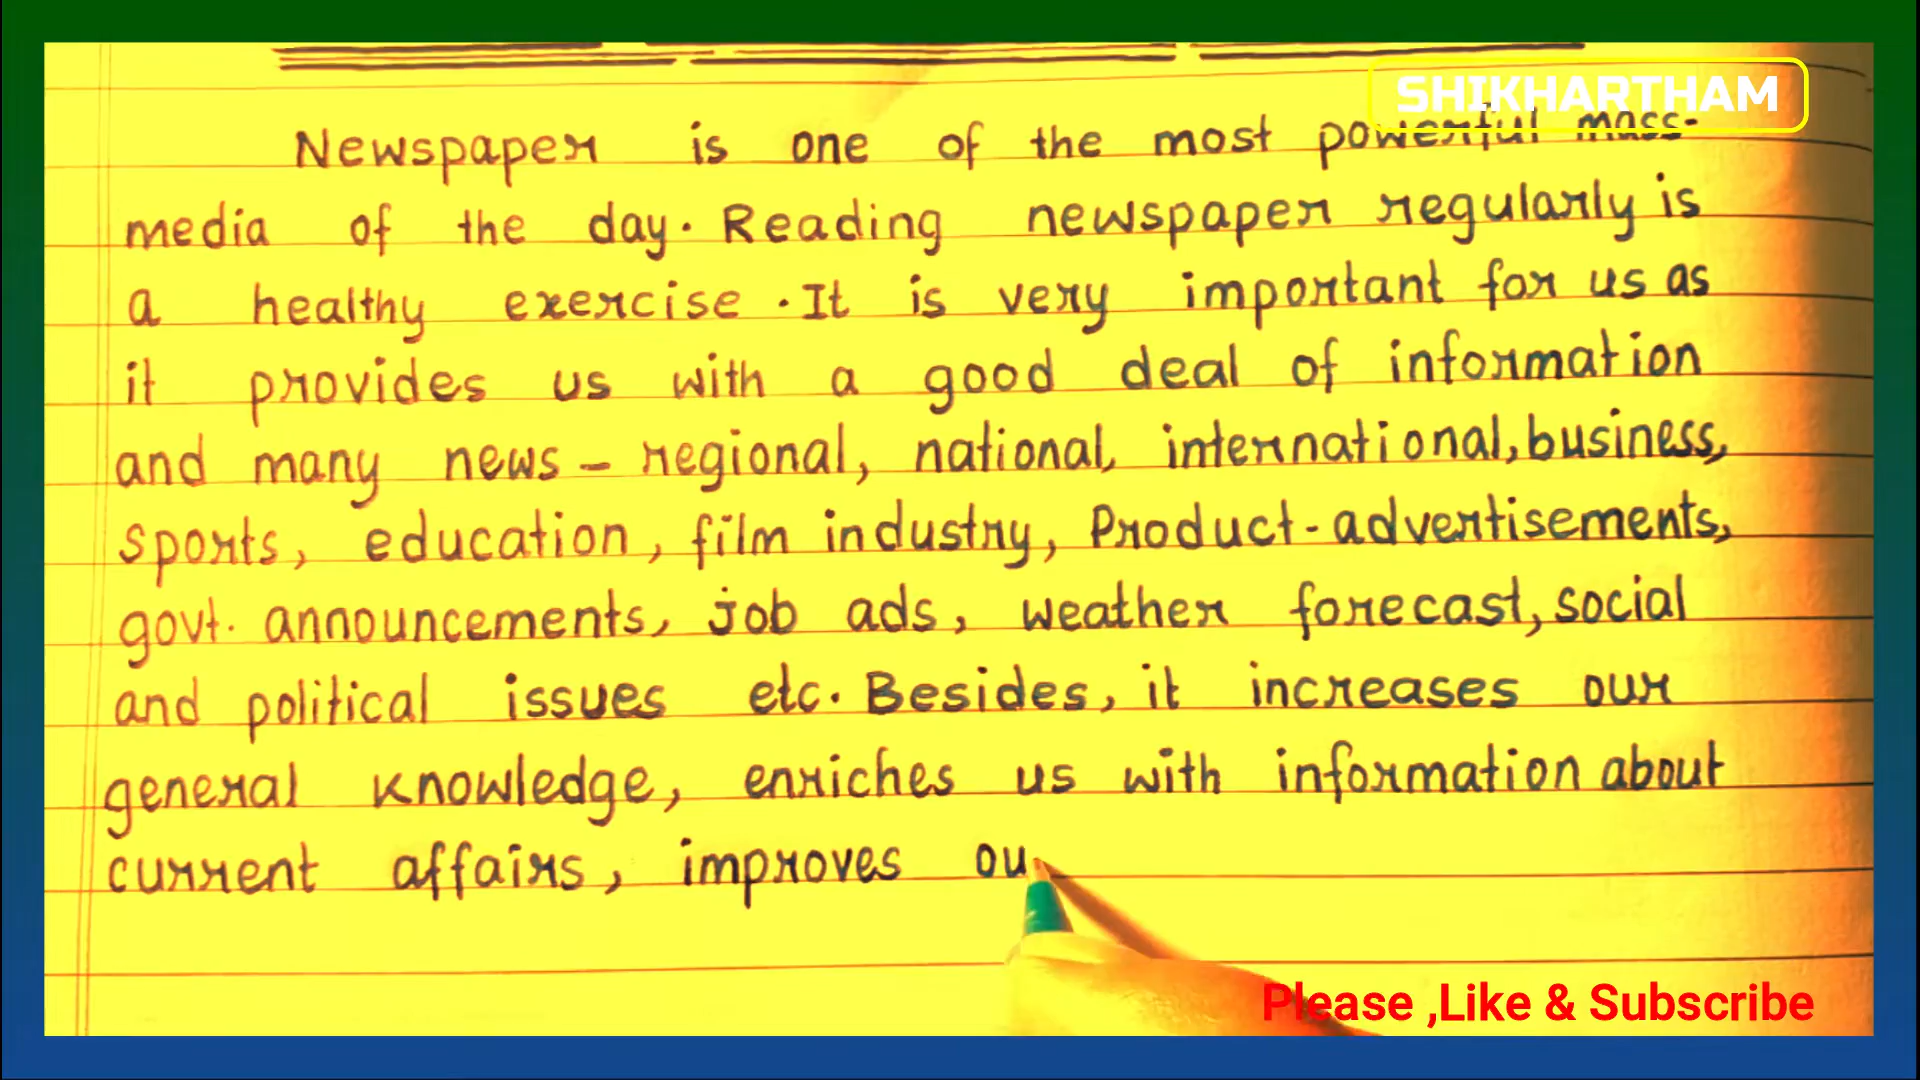 SHIKHARTHAM
Newspaper is one of the most powerful mass-
media of the day. Reading newspaper regularly is
a healthy exercise. It is very important for us as
it provides us with a good deal of information
and many news - regional, national, international, business,
sports, education, film industry, Product-advertisements,
govt. announcements, job ads, weather forecast, social
and political issues etc. Besides, it increases our
general knowledge, enriches us with information about
current affairs, improves ou
Please ,Like & Subscribe